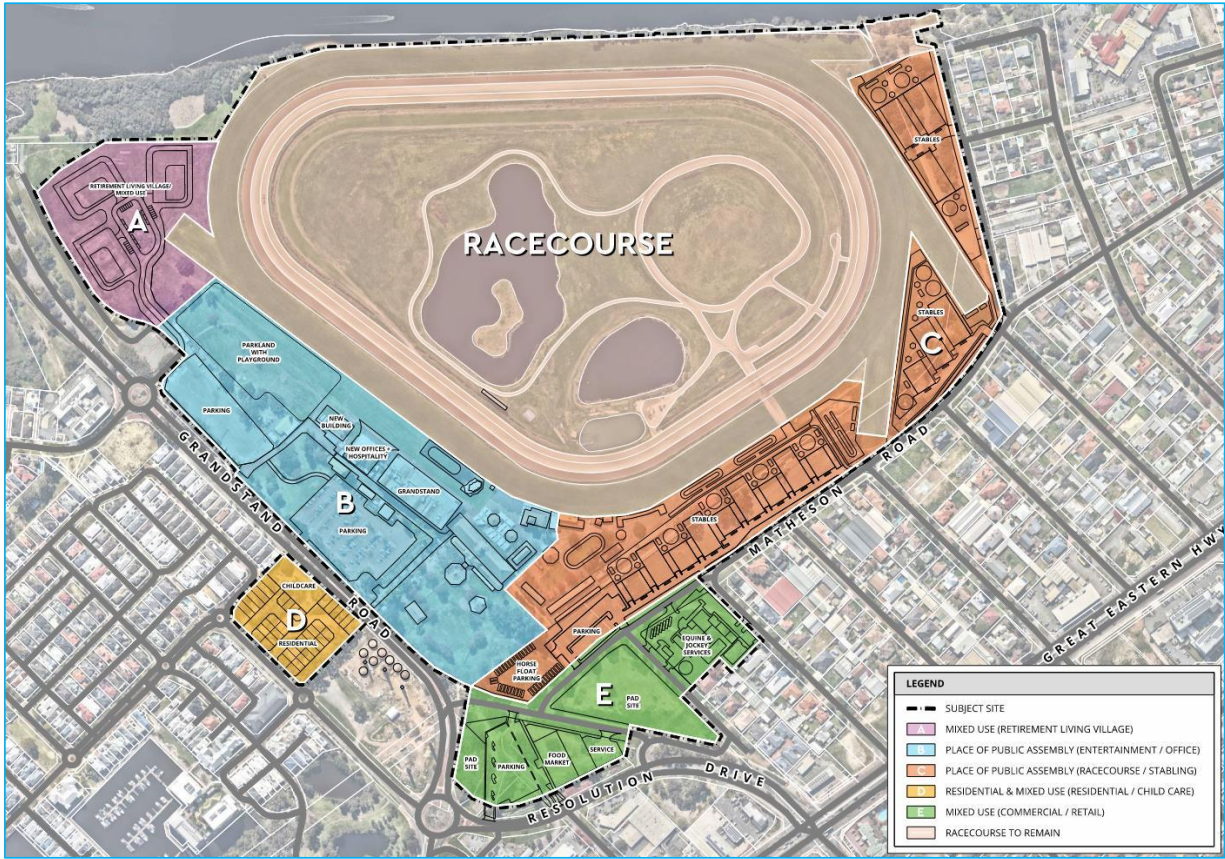 STABLES
RETIREMENT LIVING VILLAGE/
MIXED USE
A
RACECOURSE
STABLES
C
PARKLAND
WITH
PLAYGROUND
PARKING
NEW
BUILDING
NEW OFFICES +
HOSPITALITY
GRANDSTAND
B
PARKING
STABLES
GRANDSTAND ROAD
MATHESON ROAD
GREAT EASTERN HWY
CHILDCARE
D
RESIDENTIAL
PARKING
EQUINE &
JOCKEY
SERVICES
HORSE
FLOAT
PARKING
E
PAD
SITE
PAD
SITE
PARKING
FOOD
MARKET
SERVICE
RESOLUTION DRIVE
LEGEND
SUBJECT SITE
A MIXED USE (RETIREMENT LIVING VILLAGE)
B PLACE OF PUBLIC ASSEMBLY (ENTERTAINMENT / OFFICE)
C PLACE OF PUBLIC ASSEMBLY (RACECOURSE / STABLING)
D RESIDENTIAL & MIXED USE (RESIDENTIAL / CHILD CARE)
E MIXED USE (COMMERCIAL / RETAIL)
RACECOURSE TO REMAIN